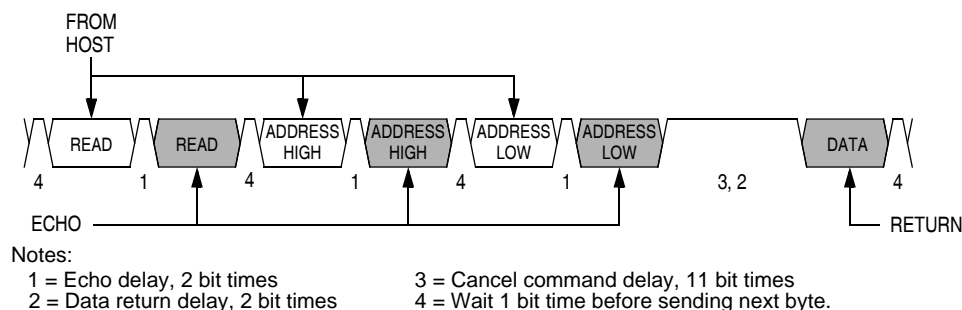 FROM
HOST
READ
READ
ADDRESS
HIGH
ADDRESS
HIGH
ADDRESS
LOW
ADDRESS
LOW
DATA
4
1
4
1
4
1
3, 2
4
ECHO
RETURN
Notes:
1 = Echo delay, 2 bit times
2 = Data return delay, 2 bit times
3 = Cancel command delay, 11 bit times
4 = Wait 1 bit time before sending next byte.